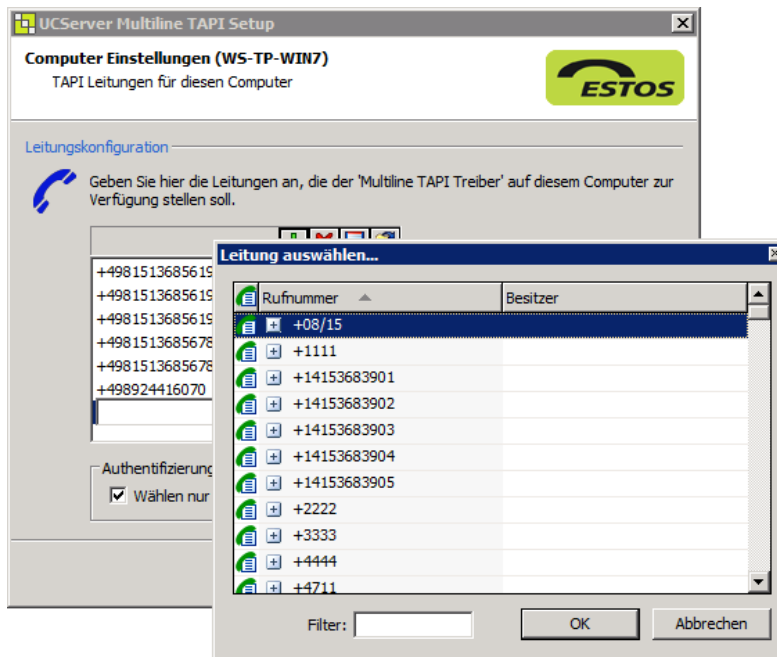 UCServer Multiline TAPI Setup
Computer Einstellungen (WS-TP-WIN7)
TAPI Leitungen für diesen Computer
ESTOS
Leitungskonfiguration
Geben Sie hier die Leitungen an, die der 'Multiline TAPI Treiber' auf diesem Computer zur
Verfügung stellen soll.
+4981513685619
+4981513685619
+4981513685619
+4981513685678
+4981513685678
+498924416070
Authentifizierung
Wählen nur
Leitung auswählen...
Rufnummer Besitzer
+08/15
+1111
+14153683901
+14153683902
+14153683903
+14153683904
+14153683905
+2222
+3333
+4444
+4711
Filter: OK Abbrechen